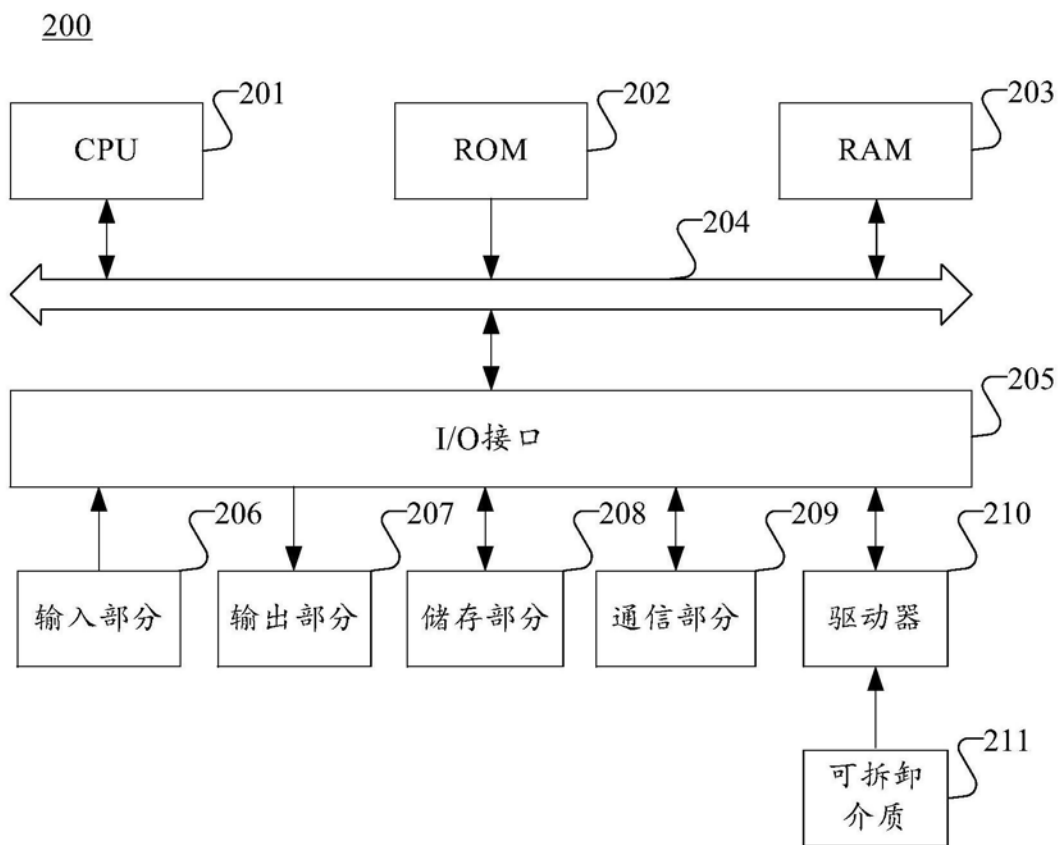 200
201
202
203
CPU
ROM
RAM
204
205
I/O接口
206
207
208
209
210
输入部分
输出部分
储存部分
通信部分
驱动器
211
可拆卸
介质